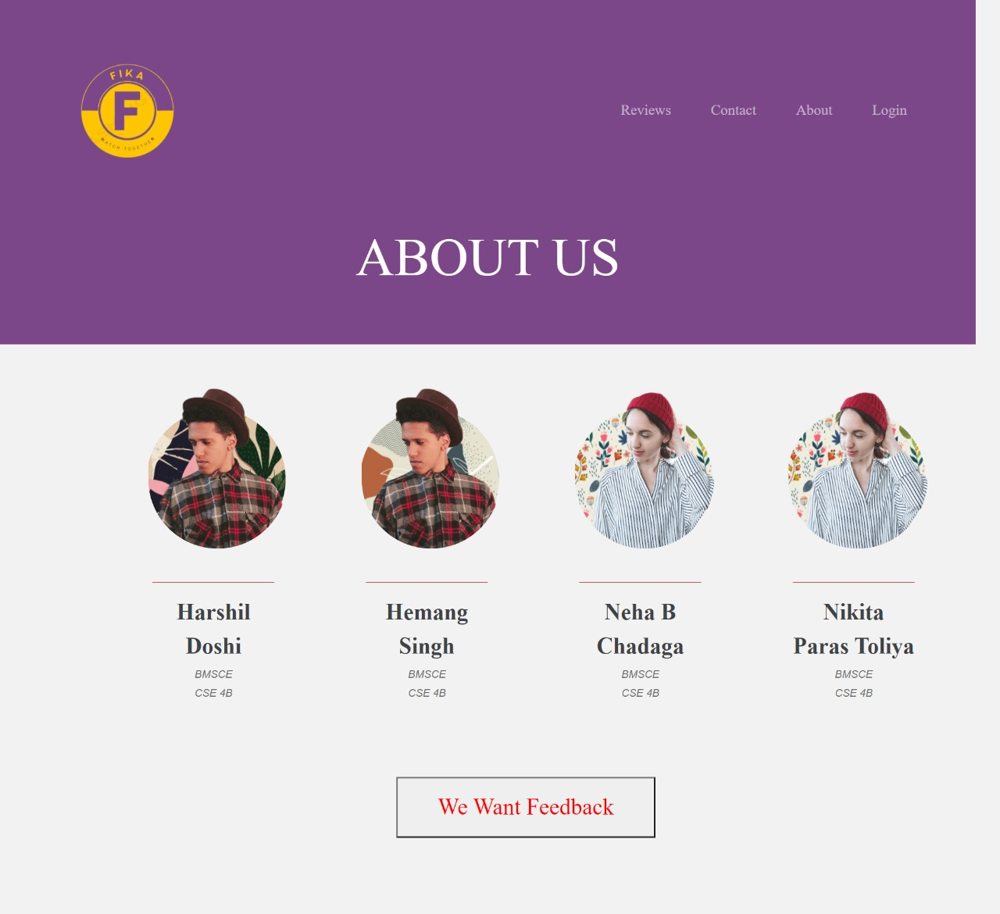 FIKA
F
WATCH TOGETHER
Reviews Contact About Login
ABOUT US
Harshil
Doshi
BMSCE
CSE 4B
Hemang
Singh
BMSCE
CSE 4B
Neha B
Chadaga
BMSCE
CSE 4B
Nikita
Paras Toliya
BMSCE
CSE 4B
We Want Feedback